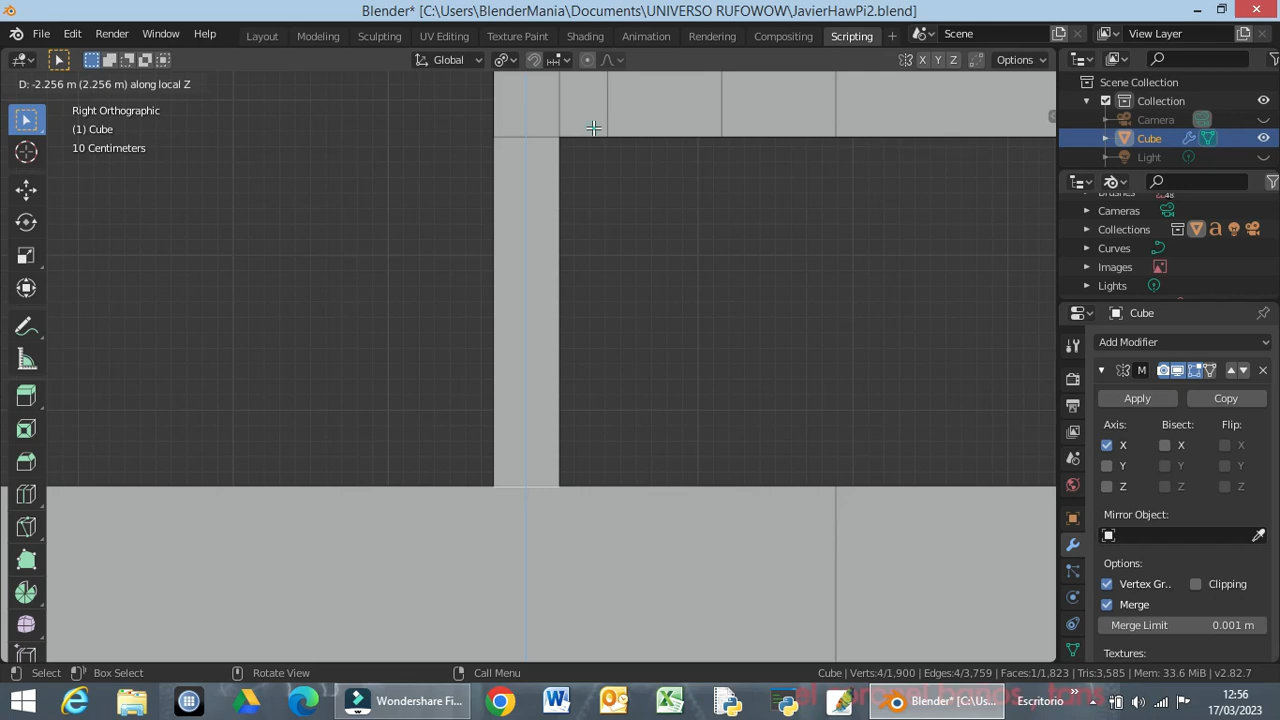 Blender* [C:\Users\BlenderMania\Documents\UNIVERSO RUFOWOW\JavierHawPi2.blend]
File Edit Render Window Help Layout Modeling Sculpting UV Editing Texture Paint Shading Animation Rendering Compositing Scripting + Scene View Layer
Global X Y Z Options
D: -2.256 m (2.256 m) along local Z
Right Orthographic
(1) Cube
10 Centimeters
Scene Collection
Collection
Camera
Cube
Light
Brushes 48
Cameras
Collections
Curves
Images
Lights
Cube
Add Modifier
M
Apply Copy
Axis: Bisect: Flip:
X X X
Y Y Y
Z Z Z
Mirror Object:
Options:
Vertex Gr.. Clipping
Merge
Merge Limit 0.001 m
Textures:
Select Box Select Rotate View Call Menu Cube | Verts:4/1,900 | Edges:4/3,759 | Faces:1/1,823 | Tris:3,585 | Mem: 33.6 MiB | v2.82.7
Wondershare Fi... Blender* [C:\Us... Escritorio 12:56
17/03/2023